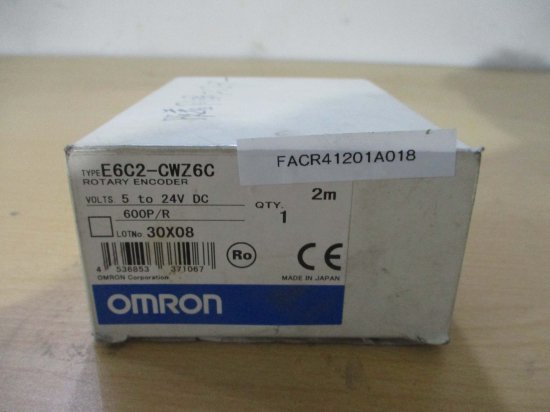 FACR41201A018
TYPE E6C2-CWZ6C
ROTARY ENCODER
2m
VOLTS. 5 to 24V DC
QTY.
1
600P/R
LOTNo 30X08
Ro
CE
4 536853 371067
OMRON Corporation
MADE IN JAPAN
OMRON